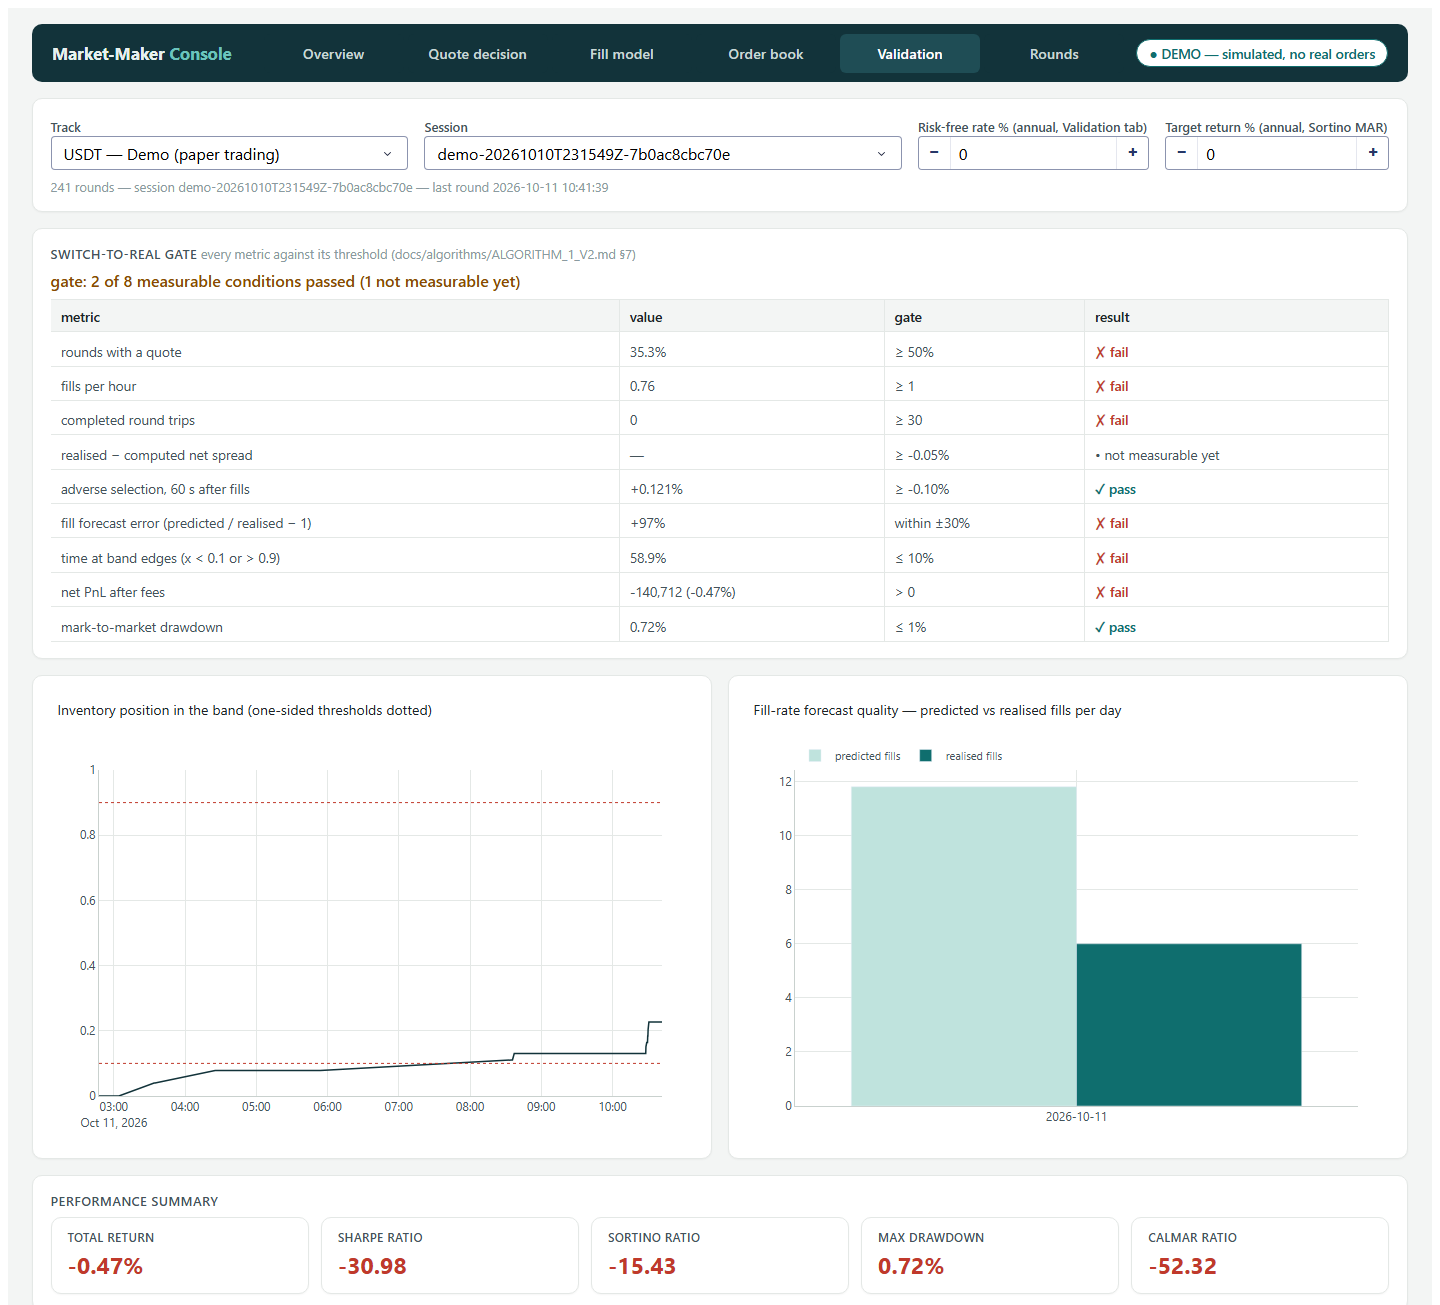 Market-Maker Console Overview Quote decision Fill model Order book Validation Rounds • DEMO — simulated, no real orders
Track Session Risk-free rate % (annual, Validation tab) Target return % (annual, Sortino MAR)
USDT — Demo (paper trading) demo-20261010T231549Z-7b0ac8cbc70e − 0 + − 0 +
241 rounds — session demo-20261010T231549Z-7b0ac8cbc70e — last round 2026-10-11 10:41:39
SWITCH-TO-REAL GATE every metric against its threshold (docs/algorithms/ALGORITHM_1_V2.md §7)
gate: 2 of 8 measurable conditions passed (1 not measurable yet)
metric value gate result
rounds with a quote 35.3% ≥ 50% ✗ fail
fills per hour 0.76 ≥ 1 ✗ fail
completed round trips 0 ≥ 30 ✗ fail
realised − computed net spread — ≥ -0.05% • not measurable yet
adverse selection, 60 s after fills +0.121% ≥ -0.10% ✓ pass
fill forecast error (predicted / realised − 1) +97% within ±30% ✗ fail
time at band edges (x < 0.1 or > 0.9) 58.9% ≤ 10% ✗ fail
net PnL after fees -140,712 (-0.47%) > 0 ✗ fail
mark-to-market drawdown 0.72% ≤ 1% ✓ pass
Inventory position in the band (one-sided thresholds dotted)
1
0.8
0.6
0.4
0.2
0
03:00 04:00 05:00 06:00 07:00 08:00 09:00 10:00
Oct 11, 2026
Fill-rate forecast quality — predicted vs realised fills per day
predicted fills realised fills
12
10
8
6
4
2
0
2026-10-11
PERFORMANCE SUMMARY
TOTAL RETURN SHARPE RATIO SORTINO RATIO MAX DRAWDOWN CALMAR RATIO
-0.47% -30.98 -15.43 0.72% -52.32